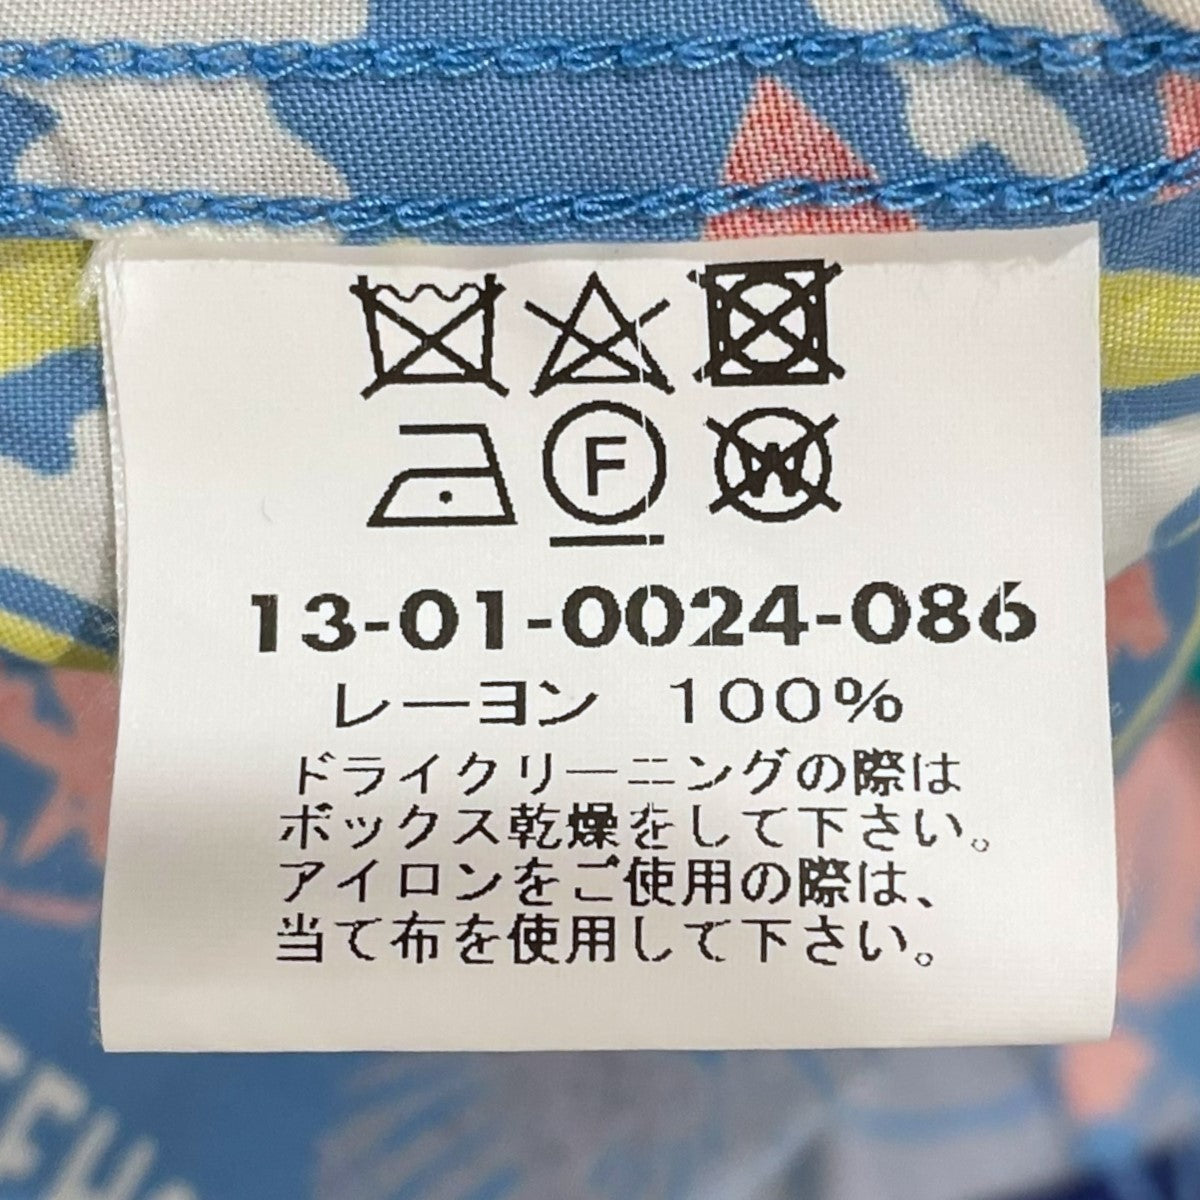 F W
13-01-0024-086
レーヨン 100%
ドライクリーニングの際は
ボックス乾燥をして下さい。
アイロンをご使用の際は、
当て布を使用して下さい。